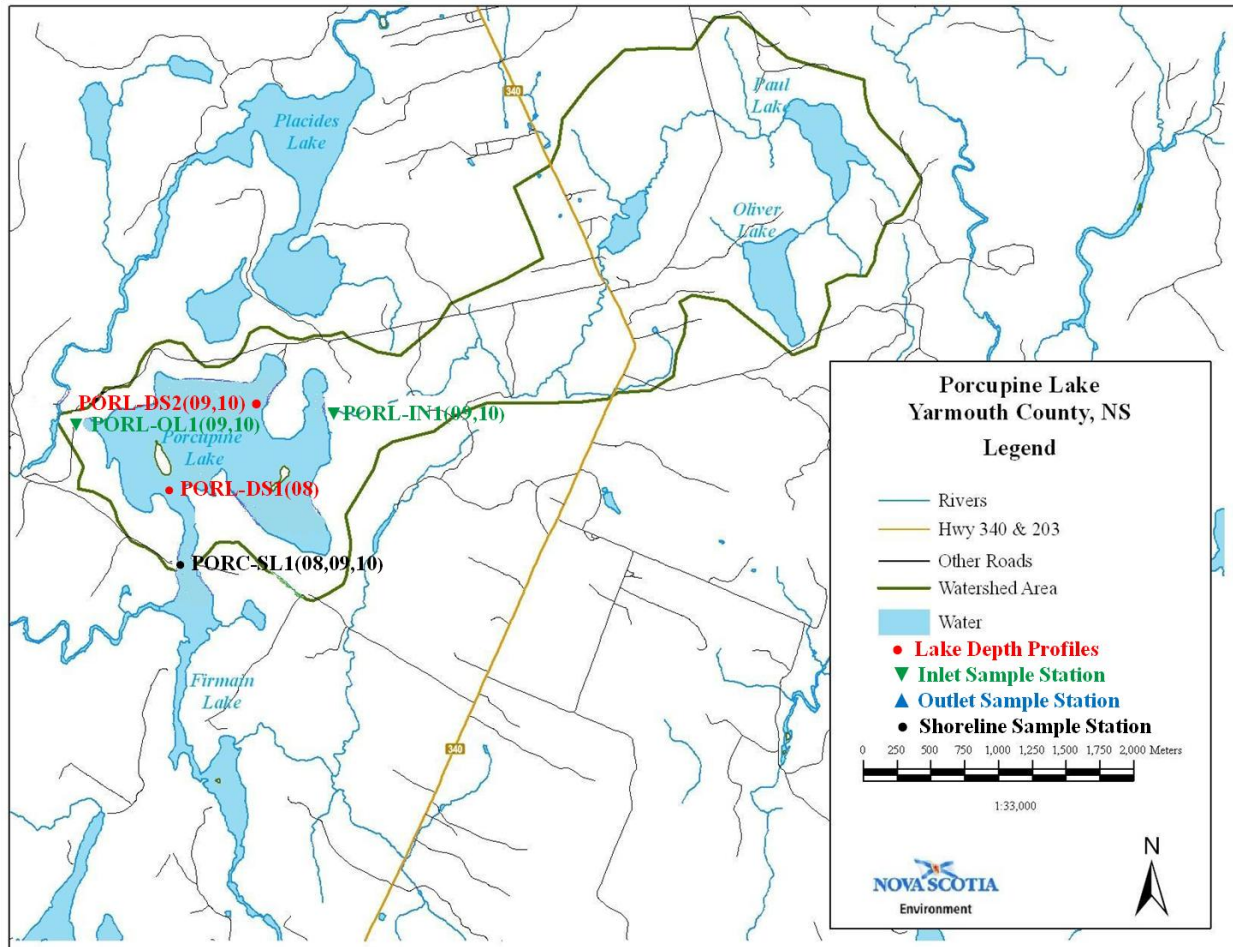 340
Paul
Lake
Placides
Lake
Oliver
Lake
PORL-DS2(09,10)
PORL-IN1(09,10)
PORL-OL1(09,10)
Porcupine
Lake
PORL-DS1(08)
PORC-SL1(08,09,10)
Firmain
Lake
340
Porcupine Lake
Yarmouth County, NS
Legend
Rivers
Hwy 340 & 203
Other Roads
Watershed Area
Water
Lake Depth Profiles
Inlet Sample Station
Outlet Sample Station
Shoreline Sample Station
0 250 500 750 1,000 1,250 1,500 1,750 2,000 Meters
1:33,000
N
NOVA SCOTIA
Environment